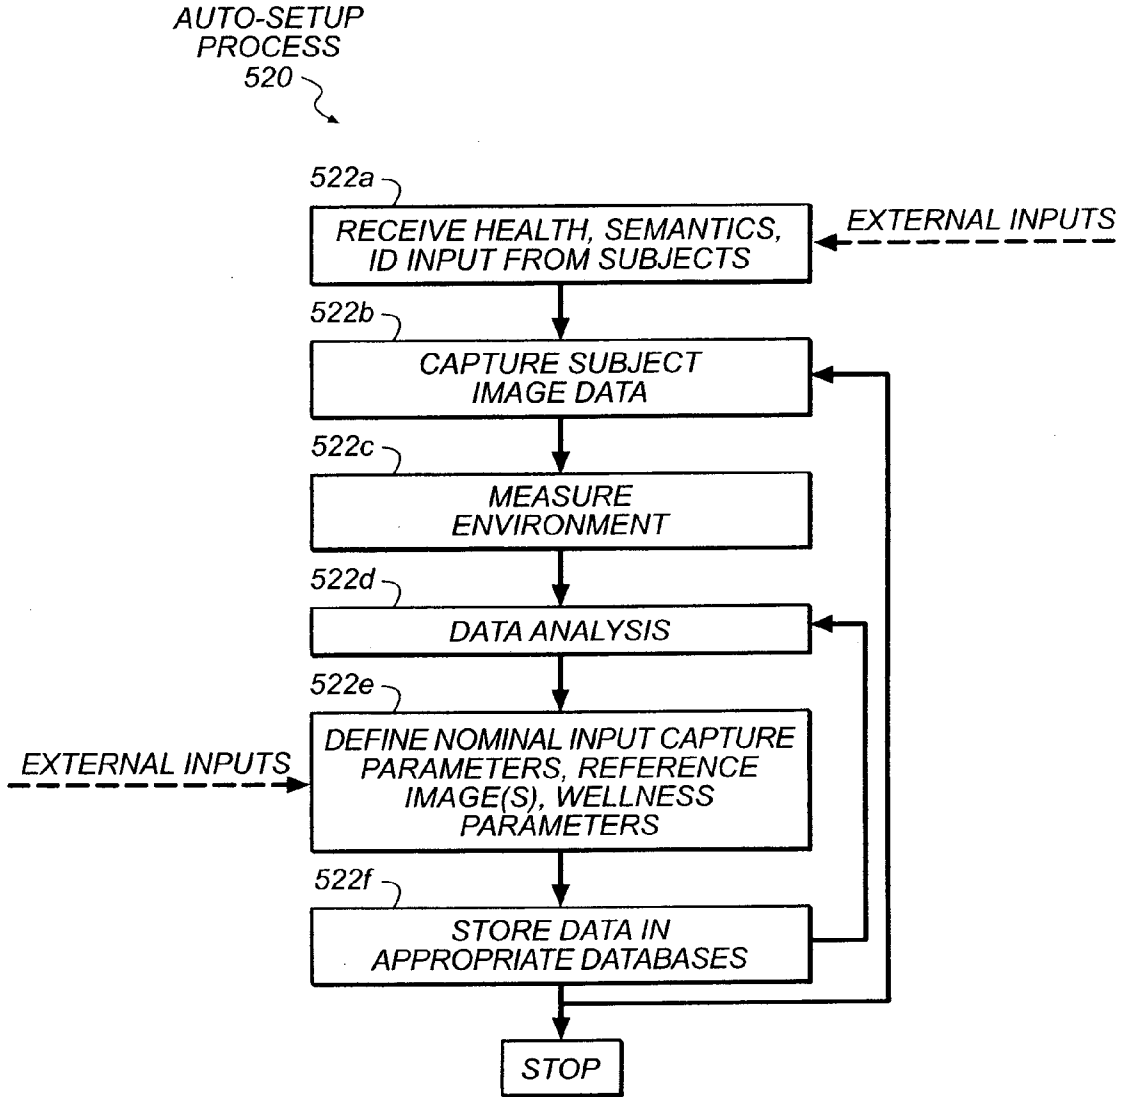 AUTO-SETUP
PROCESS
520
522a
RECEIVE HEALTH, SEMANTICS,
ID INPUT FROM SUBJECTS
EXTERNAL INPUTS
522b
CAPTURE SUBJECT
IMAGE DATA
522c
MEASURE
ENVIRONMENT
522d
DATA ANALYSIS
522e
DEFINE NOMINAL INPUT CAPTURE
PARAMETERS, REFERENCE
IMAGE(S), WELLNESS
PARAMETERS
EXTERNAL INPUTS
522f
STORE DATA IN
APPROPRIATE DATABASES
STOP